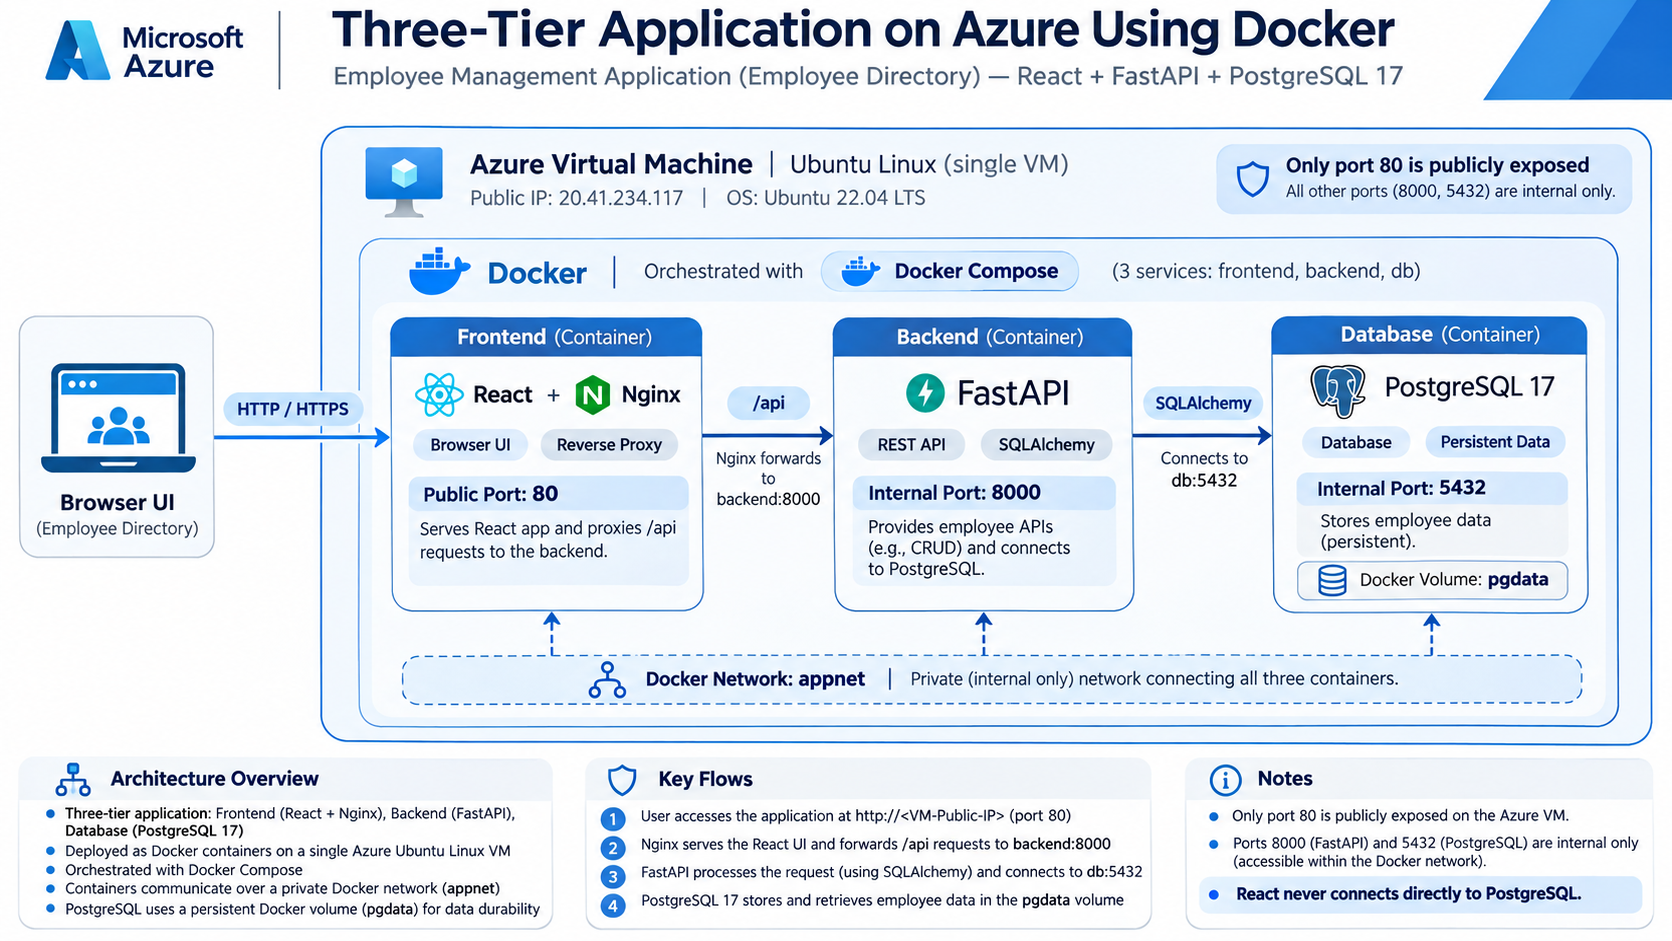 Microsoft
Azure
Three-Tier Application on Azure Using Docker
Employee Management Application (Employee Directory) — React + FastAPI + PostgreSQL 17
Azure Virtual Machine | Ubuntu Linux (single VM)
Public IP: 20.41.234.117 | OS: Ubuntu 22.04 LTS
Only port 80 is publicly exposed
All other ports (8000, 5432) are internal only.
Docker | Orchestrated with Docker Compose (3 services: frontend, backend, db)
Browser UI
(Employee Directory)
HTTP / HTTPS
Frontend (Container)
React + Nginx
Browser UI
Reverse Proxy
Public Port: 80
Serves React app and proxies /api
requests to the backend.
/api
Nginx forwards
to
backend:8000
Backend (Container)
FastAPI
REST API
SQLAlchemy
Internal Port: 8000
Provides employee APIs
(e.g., CRUD) and connects
to PostgreSQL.
SQLAlchemy
Connects to
db:5432
Database (Container)
PostgreSQL 17
Database
Persistent Data
Internal Port: 5432
Stores employee data
(persistent).
Docker Volume: pgdata
Docker Network: appnet | Private (internal only) network connecting all three containers.
Architecture Overview
Three-tier application: Frontend (React + Nginx), Backend (FastAPI),
Database (PostgreSQL 17)
Deployed as Docker containers on a single Azure Ubuntu Linux VM
Orchestrated with Docker Compose
Containers communicate over a private Docker network (appnet)
PostgreSQL uses a persistent Docker volume (pgdata) for data durability
Key Flows
1 User accesses the application at http://<VM-Public-IP> (port 80)
2 Nginx serves the React UI and forwards /api requests to backend:8000
3 FastAPI processes the request (using SQLAlchemy) and connects to db:5432
4 PostgreSQL 17 stores and retrieves employee data in the pgdata volume
Notes
Only port 80 is publicly exposed on the Azure VM.
Ports 8000 (FastAPI) and 5432 (PostgreSQL) are internal only
(accessible within the Docker network).
React never connects directly to PostgreSQL.